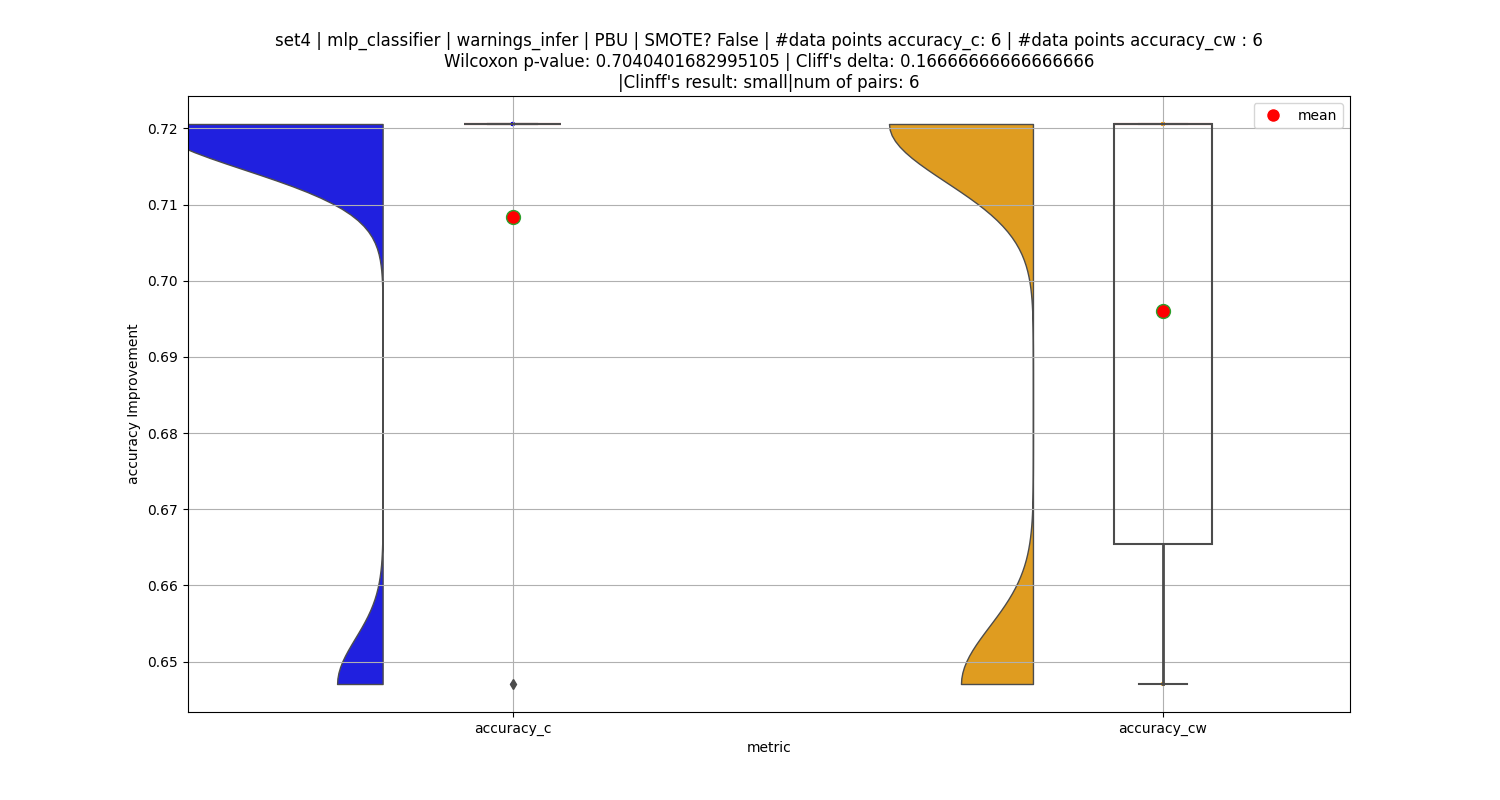 set4 | mlp_classifier | warnings_infer | PBU | SMOTE? False | #data points accuracy_c: 6 | #data points accuracy_cw : 6
Wilcoxon p-value: 0.7040401682995105 | Cliff's delta: 0.16666666666666666
|Clinff's result: small|num of pairs: 6
mean
0.72
0.71
0.70
0.69
0.68
0.67
0.66
0.65
accuracy Improvement
accuracy_c
accuracy_cw
metric